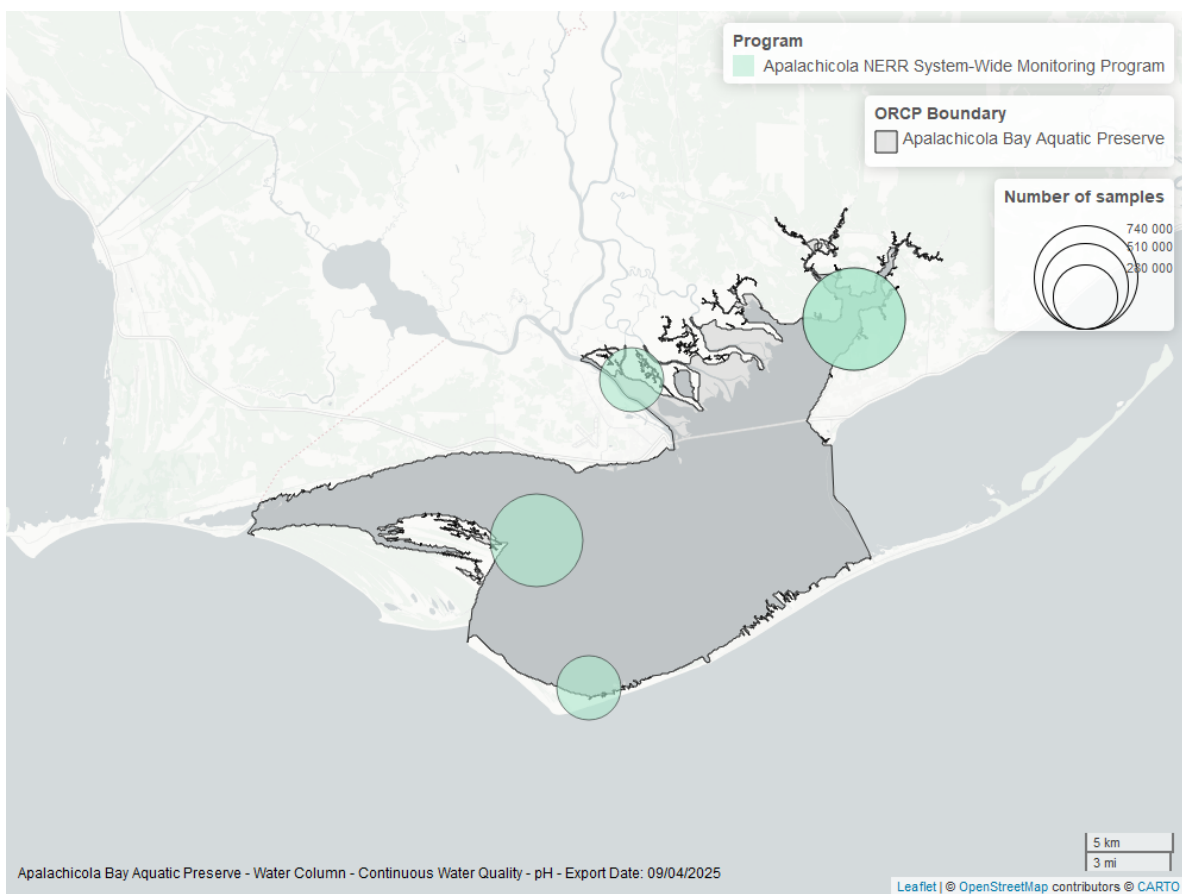 Program
Apalachicola NERR System-Wide Monitoring Program
ORCP Boundary
Apalachicola Bay Aquatic Preserve
Number of samples
740 000
510 000
280 000
5 km
3 mi
Apalachicola Bay Aquatic Preserve - Water Column - Continuous Water Quality - pH - Export Date: 09/04/2025
Leaflet | © OpenStreetMap contributors © CARTO